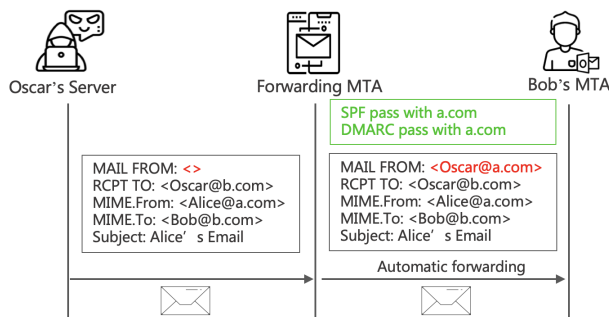 Oscar's Server
Forwarding MTA
Bob's MTA
SPF pass with a.com
DMARC pass with a.com
MAIL FROM: <>
RCPT TO: <Oscar@b.com>
MIME.From: <Alice@a.com>
MIME.To: <Bob@b.com>
Subject: Alice’s Email
MAIL FROM: <Oscar@a.com>
RCPT TO: <Oscar@b.com>
MIME.From: <Alice@a.com>
MIME.To: <Bob@b.com>
Subject: Alice’s Email
Automatic forwarding